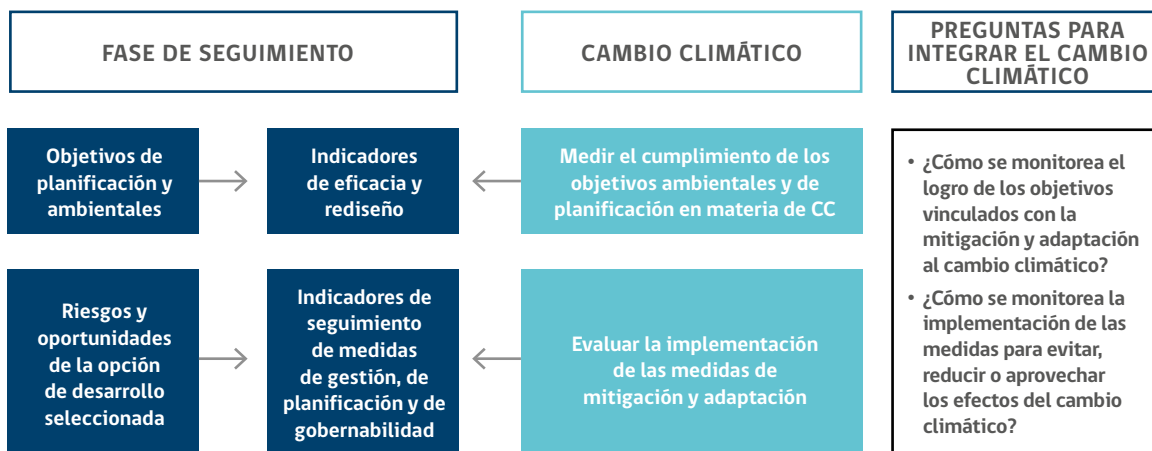 FASE DE SEGUIMIENTO
CAMBIO CLIMÁTICO
PREGUNTAS PARA
INTEGRAR EL CAMBIO
CLIMÁTICO
Objetivos de
planificación y
ambientales
Indicadores
de eficacia y
rediseño
Medir el cumplimiento de los
objetivos ambientales y de
planificación en materia de CC
Riesgos y
oportunidades
de la opción
de desarrollo
seleccionada
Indicadores de
seguimiento
de medidas
de gestión, de
planificación y de
gobernabilidad
Evaluar la implementación
de las medidas de
mitigación y adaptación
• ¿Cómo se monitorea el
logro de los objetivos
vinculados con la
mitigación y adaptación
al cambio climático?
• ¿Cómo se monitorea la
implementación de las
medidas para evitar,
reducir o aprovechar
los efectos del cambio
climático?